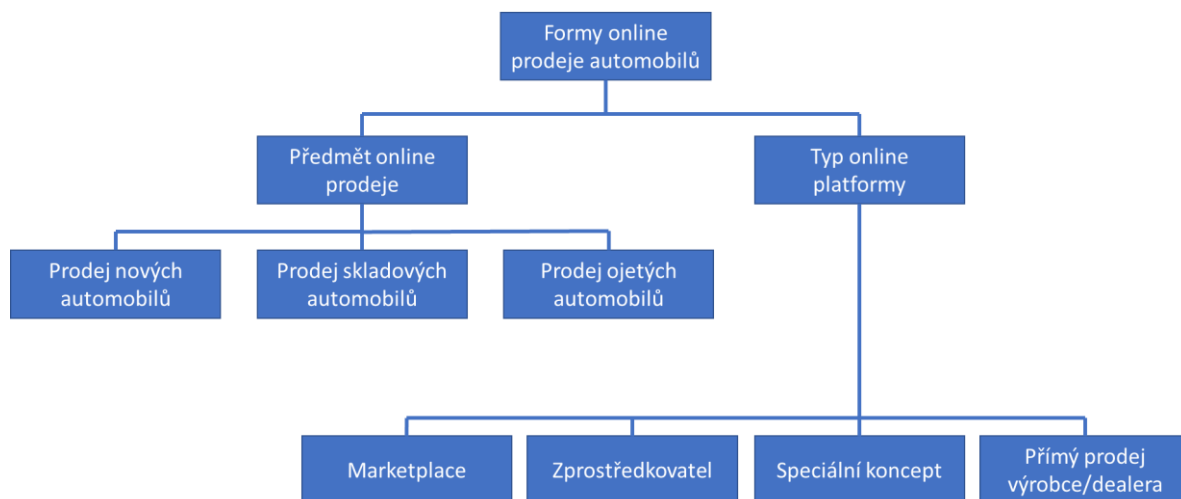 Formy online
prodeje automobilů
Předmět online
prodeje
Typ online
platformy
Prodej nových
automobilů
Prodej skladových
automobilů
Prodej ojetých
automobilů
Marketplace
Zprostředkovatel
Speciální koncept
Přímý prodej
výrobce/dealera